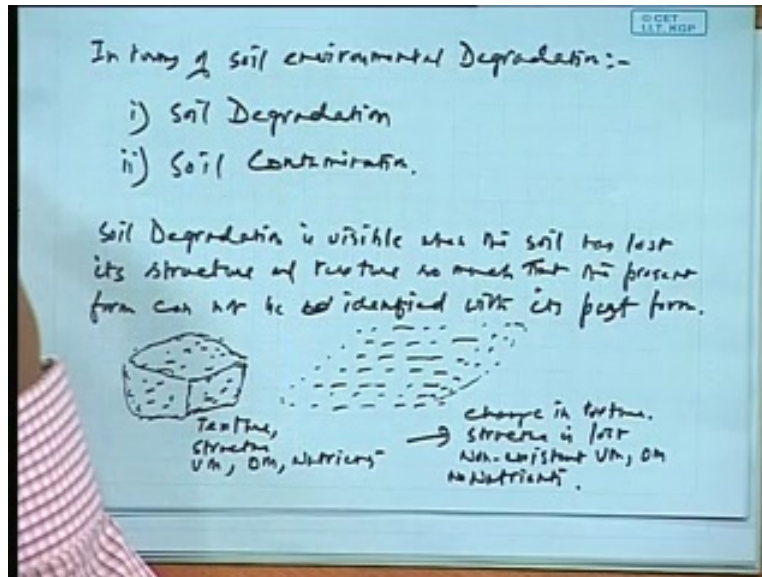 © CET
I.I.T. KGP
In terms of soil environmental Degradation:-
i) Soil Degradation
ii) Soil Contamination.
Soil Degradation is visible when the soil has lost
its structure and texture so much that the present
form can not be identified with its past form.
Texture,
Structure
VM, OM, Nutrients
→ change in texture.
structure is lost
Non-existent VM, OM
no Nutrients.